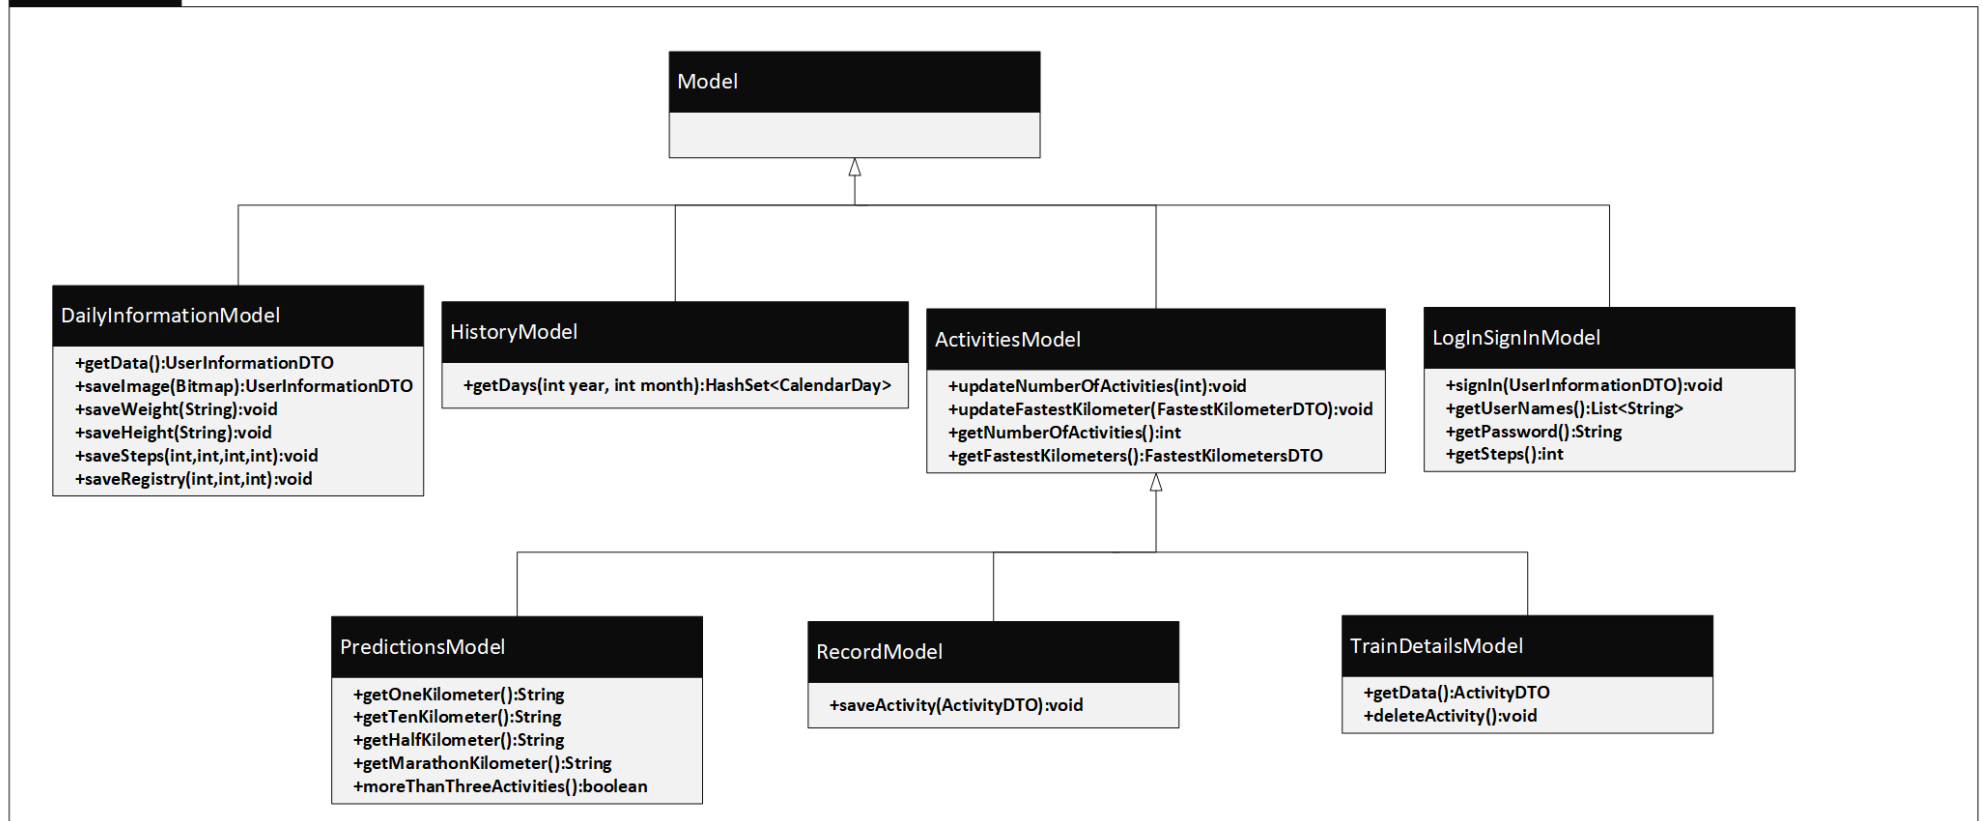 Model
DailyInformationModel
+getData():UserInformationDTO
+saveImage(Bitmap):UserInformationDTO
+saveWeight(String):void
+saveHeight(String):void
+saveSteps(int,int,int,int):void
+saveRegistry(int,int,int):void
HistoryModel
+getDays(int year, int month):HashSet<CalendarDay>
ActivitiesModel
+updateNumberOfActivities(int):void
+updateFastestKilometer(FastestKilometerDTO):void
+getNumberOfActivities():int
+getFastestKilometers():FastestKilometersDTO
LogInSignInModel
+signIn(UserInformationDTO):void
+getUserNames():List<String>
+getPassword():String
+getSteps():int
PredictionsModel
+getOneKilometer():String
+getTenKilometer():String
+getHalfKilometer():String
+getMarathonKilometer():String
+moreThanThreeActivities():boolean
RecordModel
+saveActivity(ActivityDTO):void
TrainDetailsModel
+getData():ActivityDTO
+deleteActivity():void